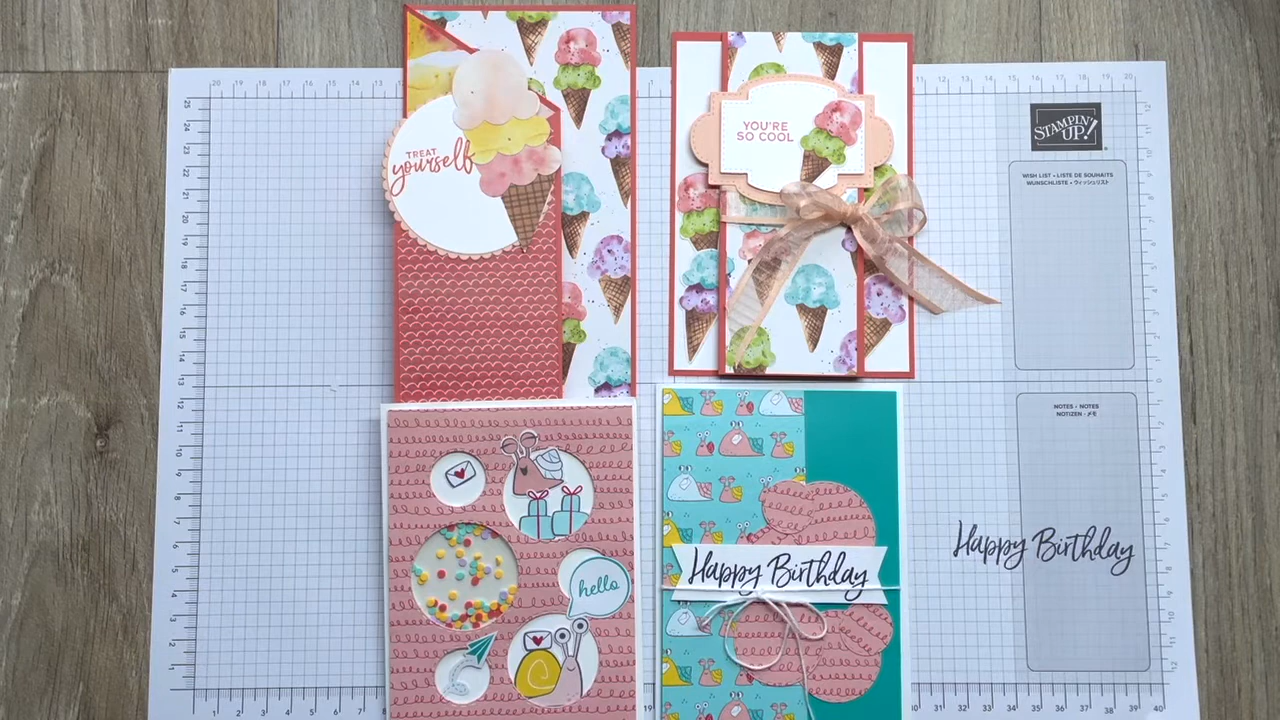 TREAT
yourself
YOU'RE
SO COOL
STAMPIN'
UP!
WISH LIST • LISTE DE SOUHAITS
WUNSCHLISTE • ウィッシュリスト
NOTES • NOTES
NOTIZEN • メモ
hello
Happy Birthday
Happy Birthday